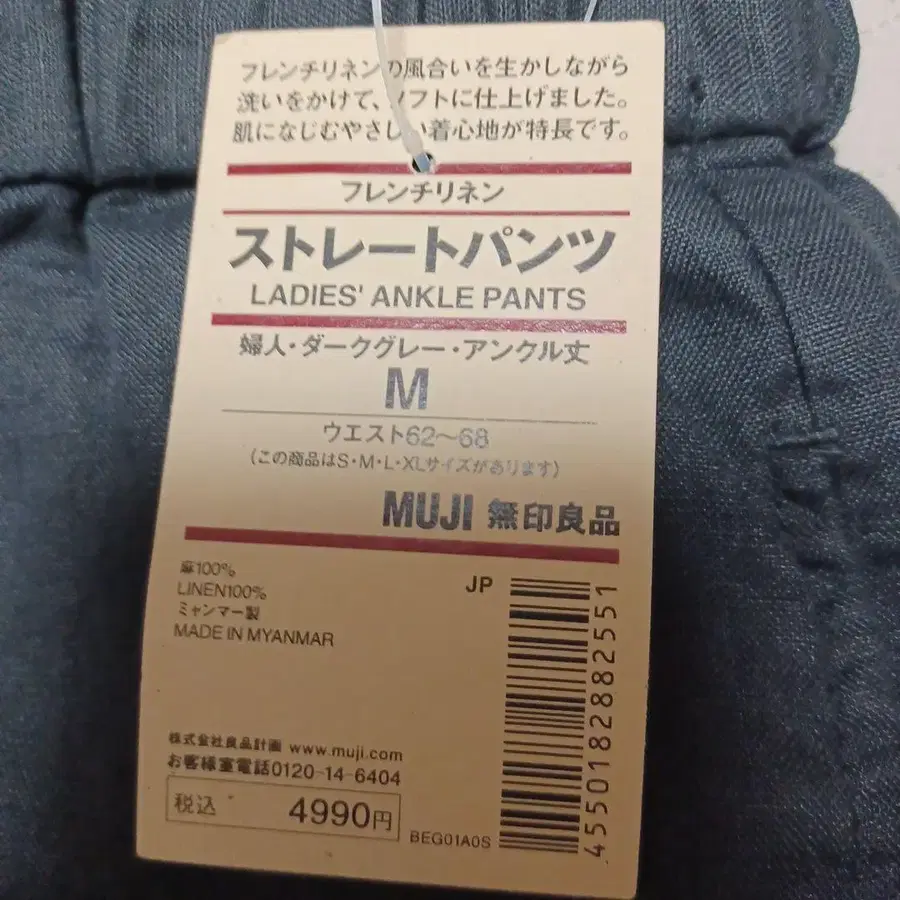 フレンチリネンの風合いを生かしながら
洗いをかけて、ソフトに仕上げました。
肌になじむやさしい着心地が特長です。
フレンチリネン
ストレートパンツ
LADIES' ANKLE PANTS
婦人・ダークグレー・アンクル丈
M
ウエスト62〜68
(この商品はS・M・L・XLサイズがあります)
MUJI 無印良品
麻100%
LINEN100%
ミャンマー製
MADE IN MYANMAR
JP
4550182882551
株式会社良品計画 www.muji.com
お客様室電話0120-14-6404
税込 4990円
BEG01A0S